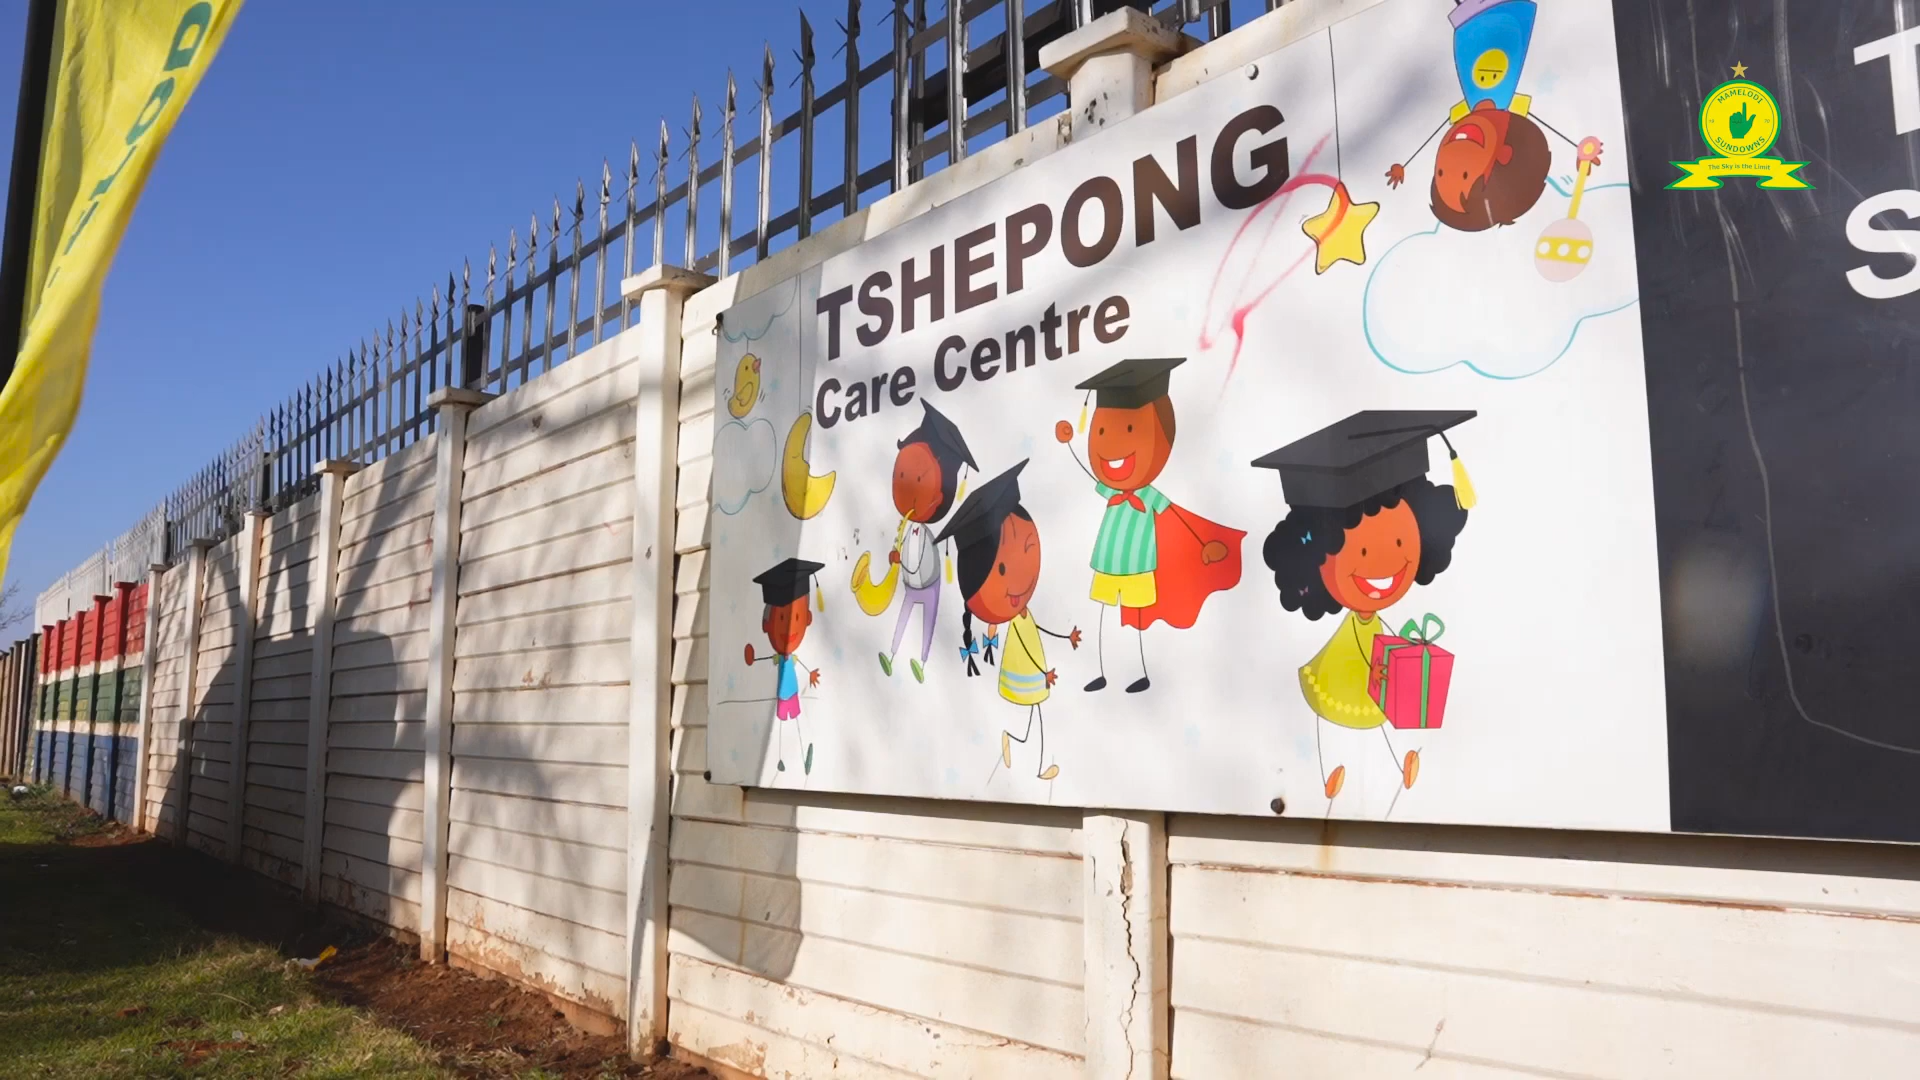 TSHEPONG
Care Centre
MAMELODI
SUNDOWNS
The Sky is the Limit